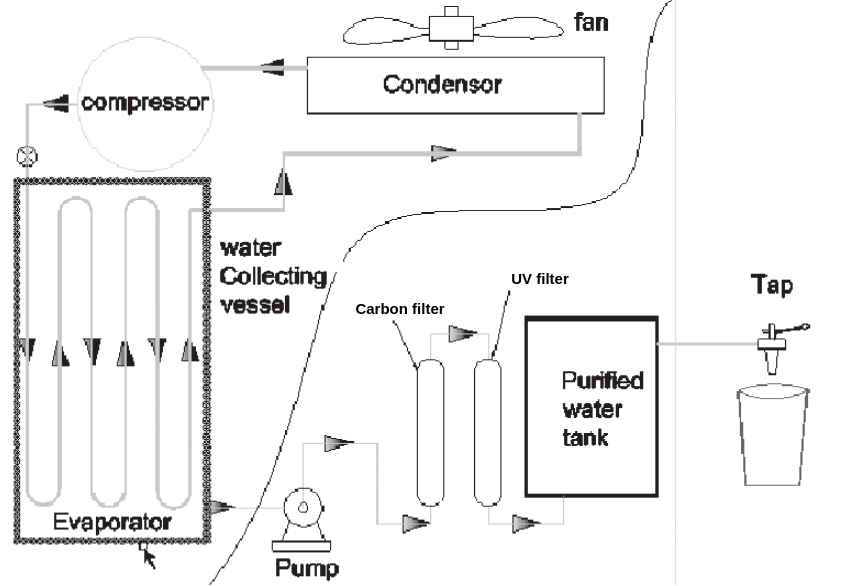 fan
Condensor
compressor
water
Collecting
vessel
UV filter
Carbon filter
Tap
Purified
water
tank
Evaporator
Pump